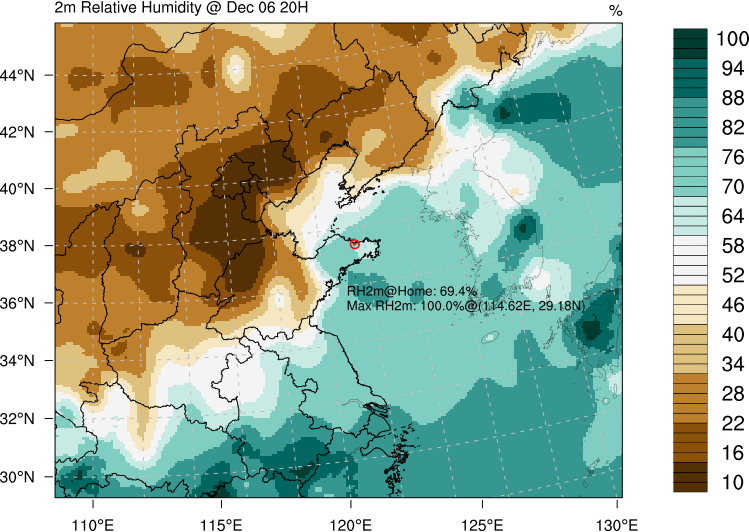 2m Relative Humidity @ Dec 06 20H
%
100
94
88
82
76
70
64
58
52
46
40
34
28
22
16
10
44°N
42°N
40°N
38°N
36°N
34°N
32°N
30°N
RH2m@Home: 69.4%
Max RH2m: 100.0%@(114.62E, 29.18N)
110°E
115°E
120°E
125°E
130°E